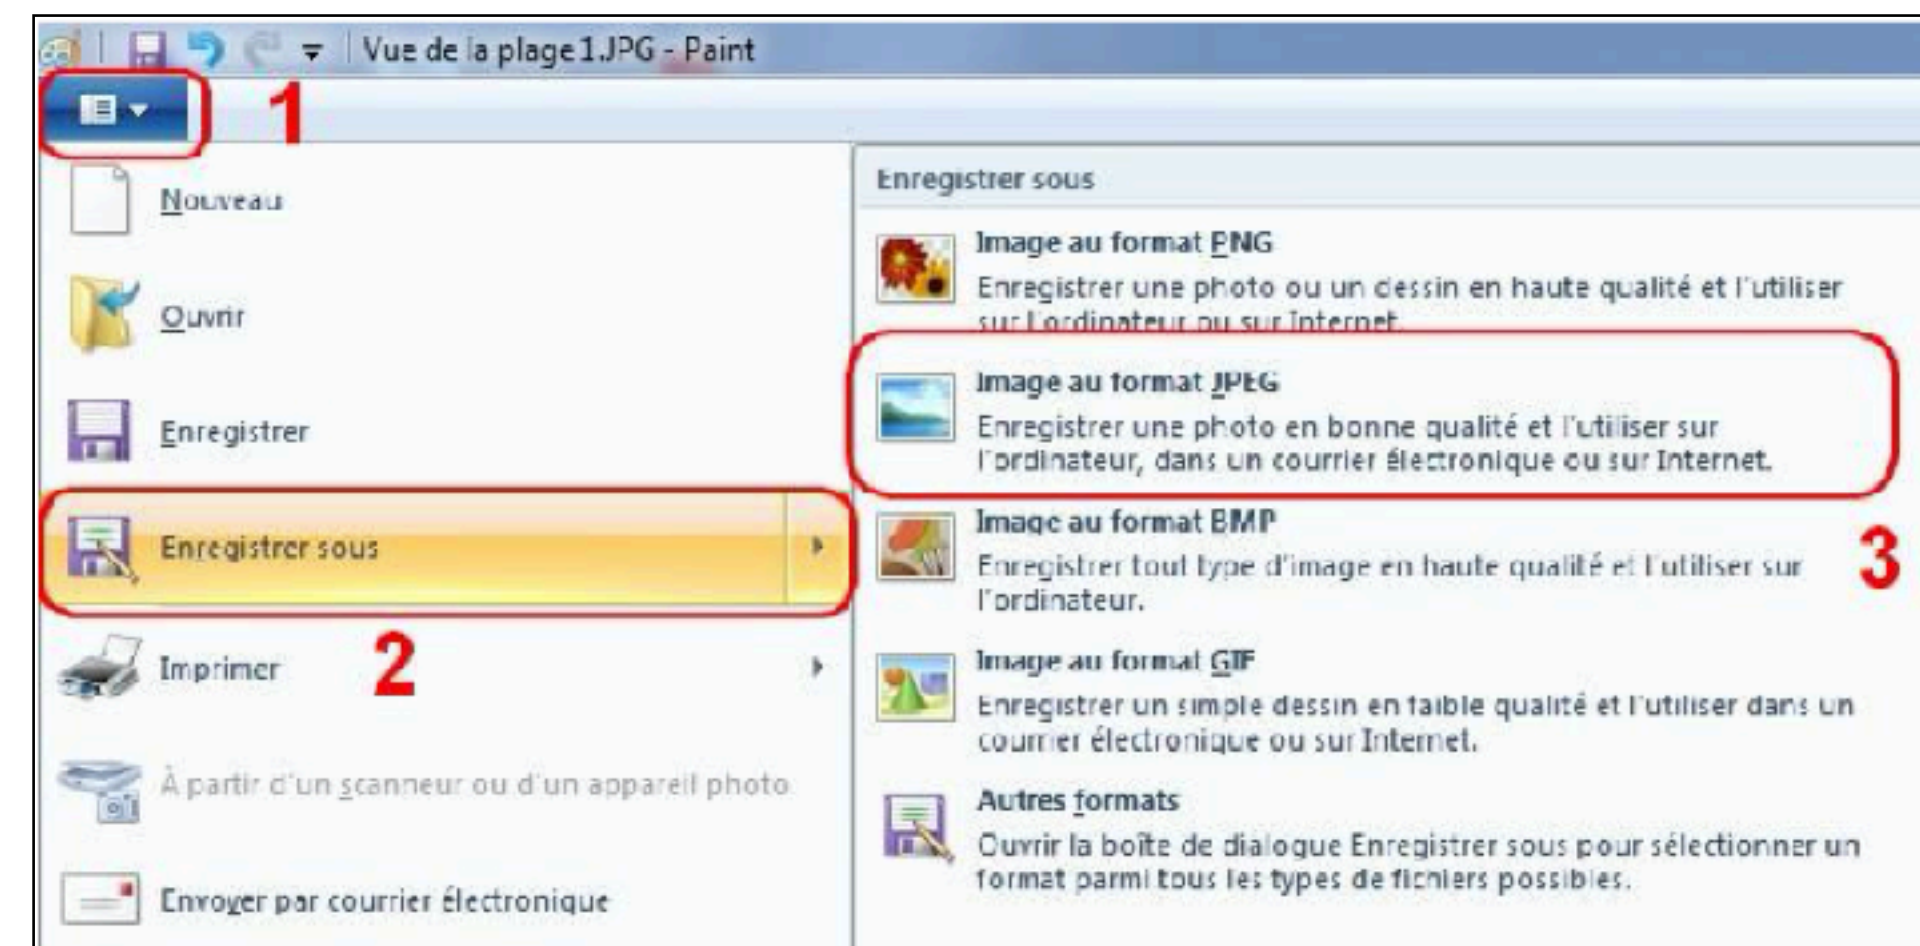 Vue de la plage 1.JPG - Paint
1
Nouveau
Ouvrir
Enregistrer
Enregistrer sous
2
Imprimer
À partir d'un scanneur ou d'un appareil photo
Envoyer par courrier électronique
Enregistrer sous
Image au format PNG
Enregistrer une photo ou un dessin en haute qualité et l'utiliser
sur l'ordinateur ou sur Internet.
Image au format JPEG
Enregistrer une photo en bonne qualité et l'utiliser sur
l'ordinateur, dans un courrier électronique ou sur Internet.
3
Image au format BMP
Enregistrer tout type d'image en haute qualité et l'utiliser sur
l'ordinateur.
Image au format GIF
Enregistrer un simple dessin en faible qualité et l'utiliser dans un
courrier électronique ou sur Internet.
Autres formats
Ouvrir la boîte de dialogue Enregistrer sous pour sélectionner un
format parmi tous les types de fichiers possibles.